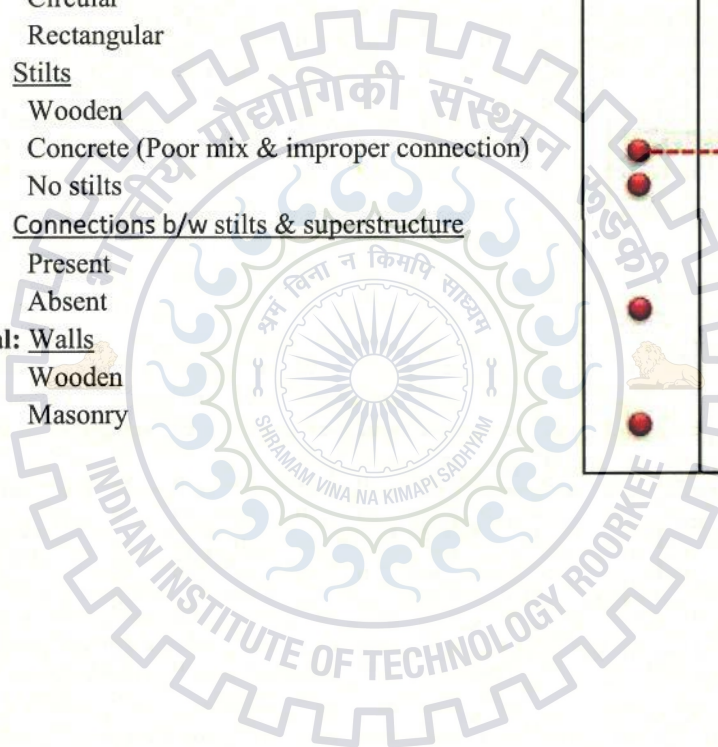 Circular
Rectangular
Stilts
Wooden
Concrete (Poor mix & improper connection)
No stilts
Connections b/w stilts & superstructure
Present
Absent
al: Walls
Wooden
Masonry
भारतीय प्रौद्योगिकी संस्थान रुड़की
श्रमं विना न किमपि साध्यम्
SHRAMAM VINA NA KIMAPI SADHYAM
INDIAN INSTITUTE OF TECHNOLOGY ROORKEE